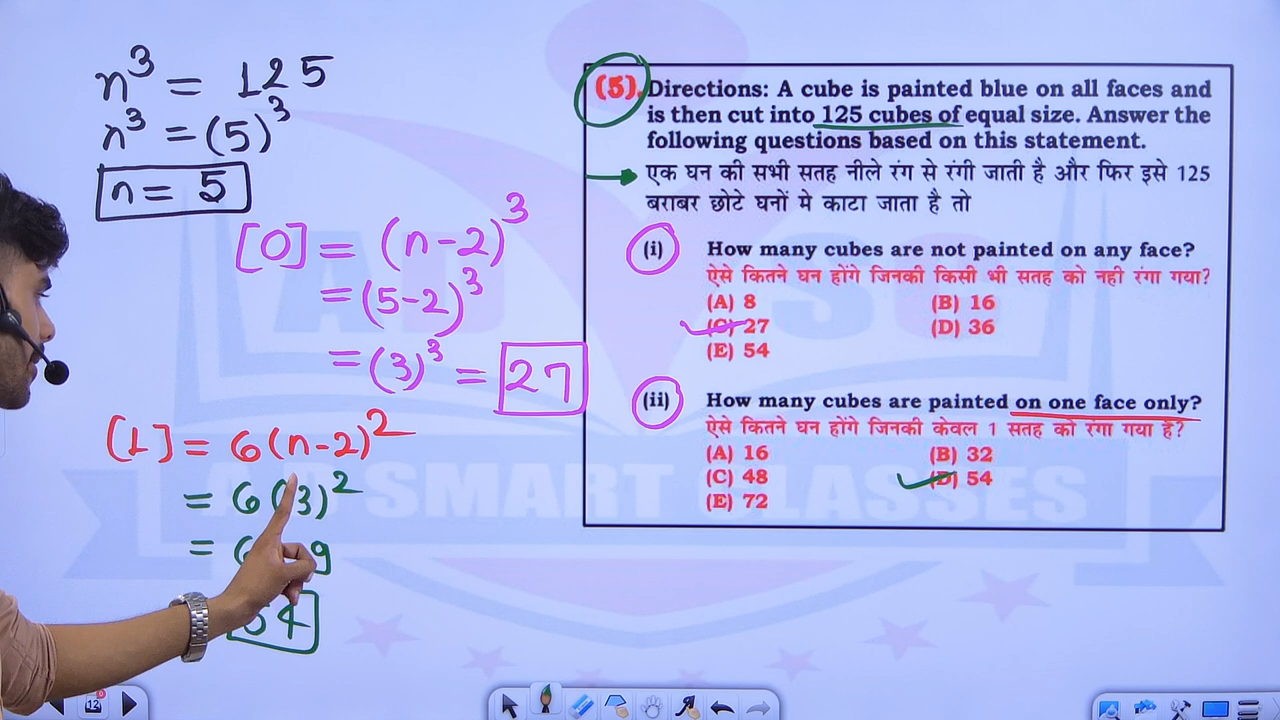 n³ = 125
n³ = (5)³
n = 5
[0] = (n-2)³
= (5-2)³
= (3)³ = 27
[1] = 6(n-2)²
= 6(3)²
= 6 9
54
(5). Directions: A cube is painted blue on all faces and
is then cut into 125 cubes of equal size. Answer the
following questions based on this statement.
एक घन की सभी सतह नीले रंग से रंगी जाती है और फिर इसे 125
बराबर छोटे घनों मे काटा जाता है तो
(i) How many cubes are not painted on any face?
ऐसे कितने घन होंगे जिनकी किसी भी सतह को नही रंगा गया?
(A) 8 (B) 16
(C) 27 (D) 36
(E) 54
(ii) How many cubes are painted on one face only?
ऐसे कितने घन होंगे जिनकी केवल 1 सतह को रंगा गया है?
(A) 16 (B) 32
(C) 48 (D) 54
(E) 72
SMART CLASSES
12